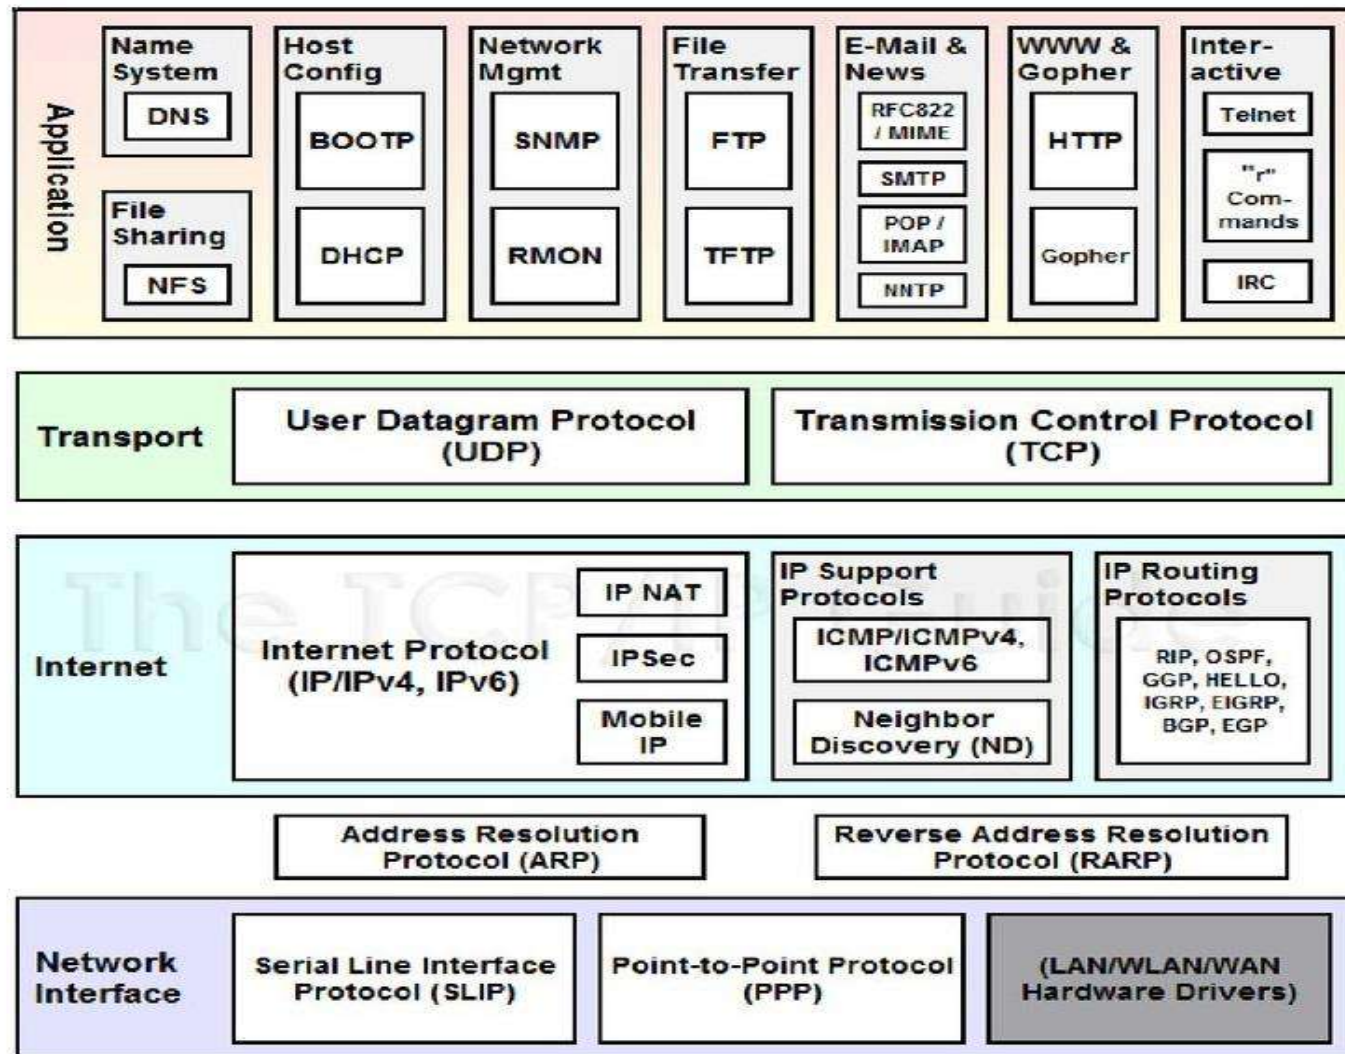 Application
Name
System
DNS
File
Sharing
NFS
Host
Config
BOOTP
DHCP
Network
Mgmt
SNMP
RMON
File
Transfer
FTP
TFTP
E-Mail &
News
RFC822
/ MIME
SMTP
POP /
IMAP
NNTP
WWW &
Gopher
HTTP
Gopher
Inter-
active
Telnet
"r"
Com-
mands
IRC
Transport
User Datagram Protocol
(UDP)
Transmission Control Protocol
(TCP)
The TCP/IP Guide
Internet
Internet Protocol
(IP/IPv4, IPv6)
IP NAT
IPSec
Mobile
IP
IP Support
Protocols
ICMP/ICMPv4,
ICMPv6
Neighbor
Discovery (ND)
IP Routing
Protocols
RIP, OSPF,
GGP, HELLO,
IGRP, EIGRP,
BGP, EGP
Address Resolution
Protocol (ARP)
Reverse Address Resolution
Protocol (RARP)
Network
Interface
Serial Line Interface
Protocol (SLIP)
Point-to-Point Protocol
(PPP)
(LAN/WLAN/WAN
Hardware Drivers)